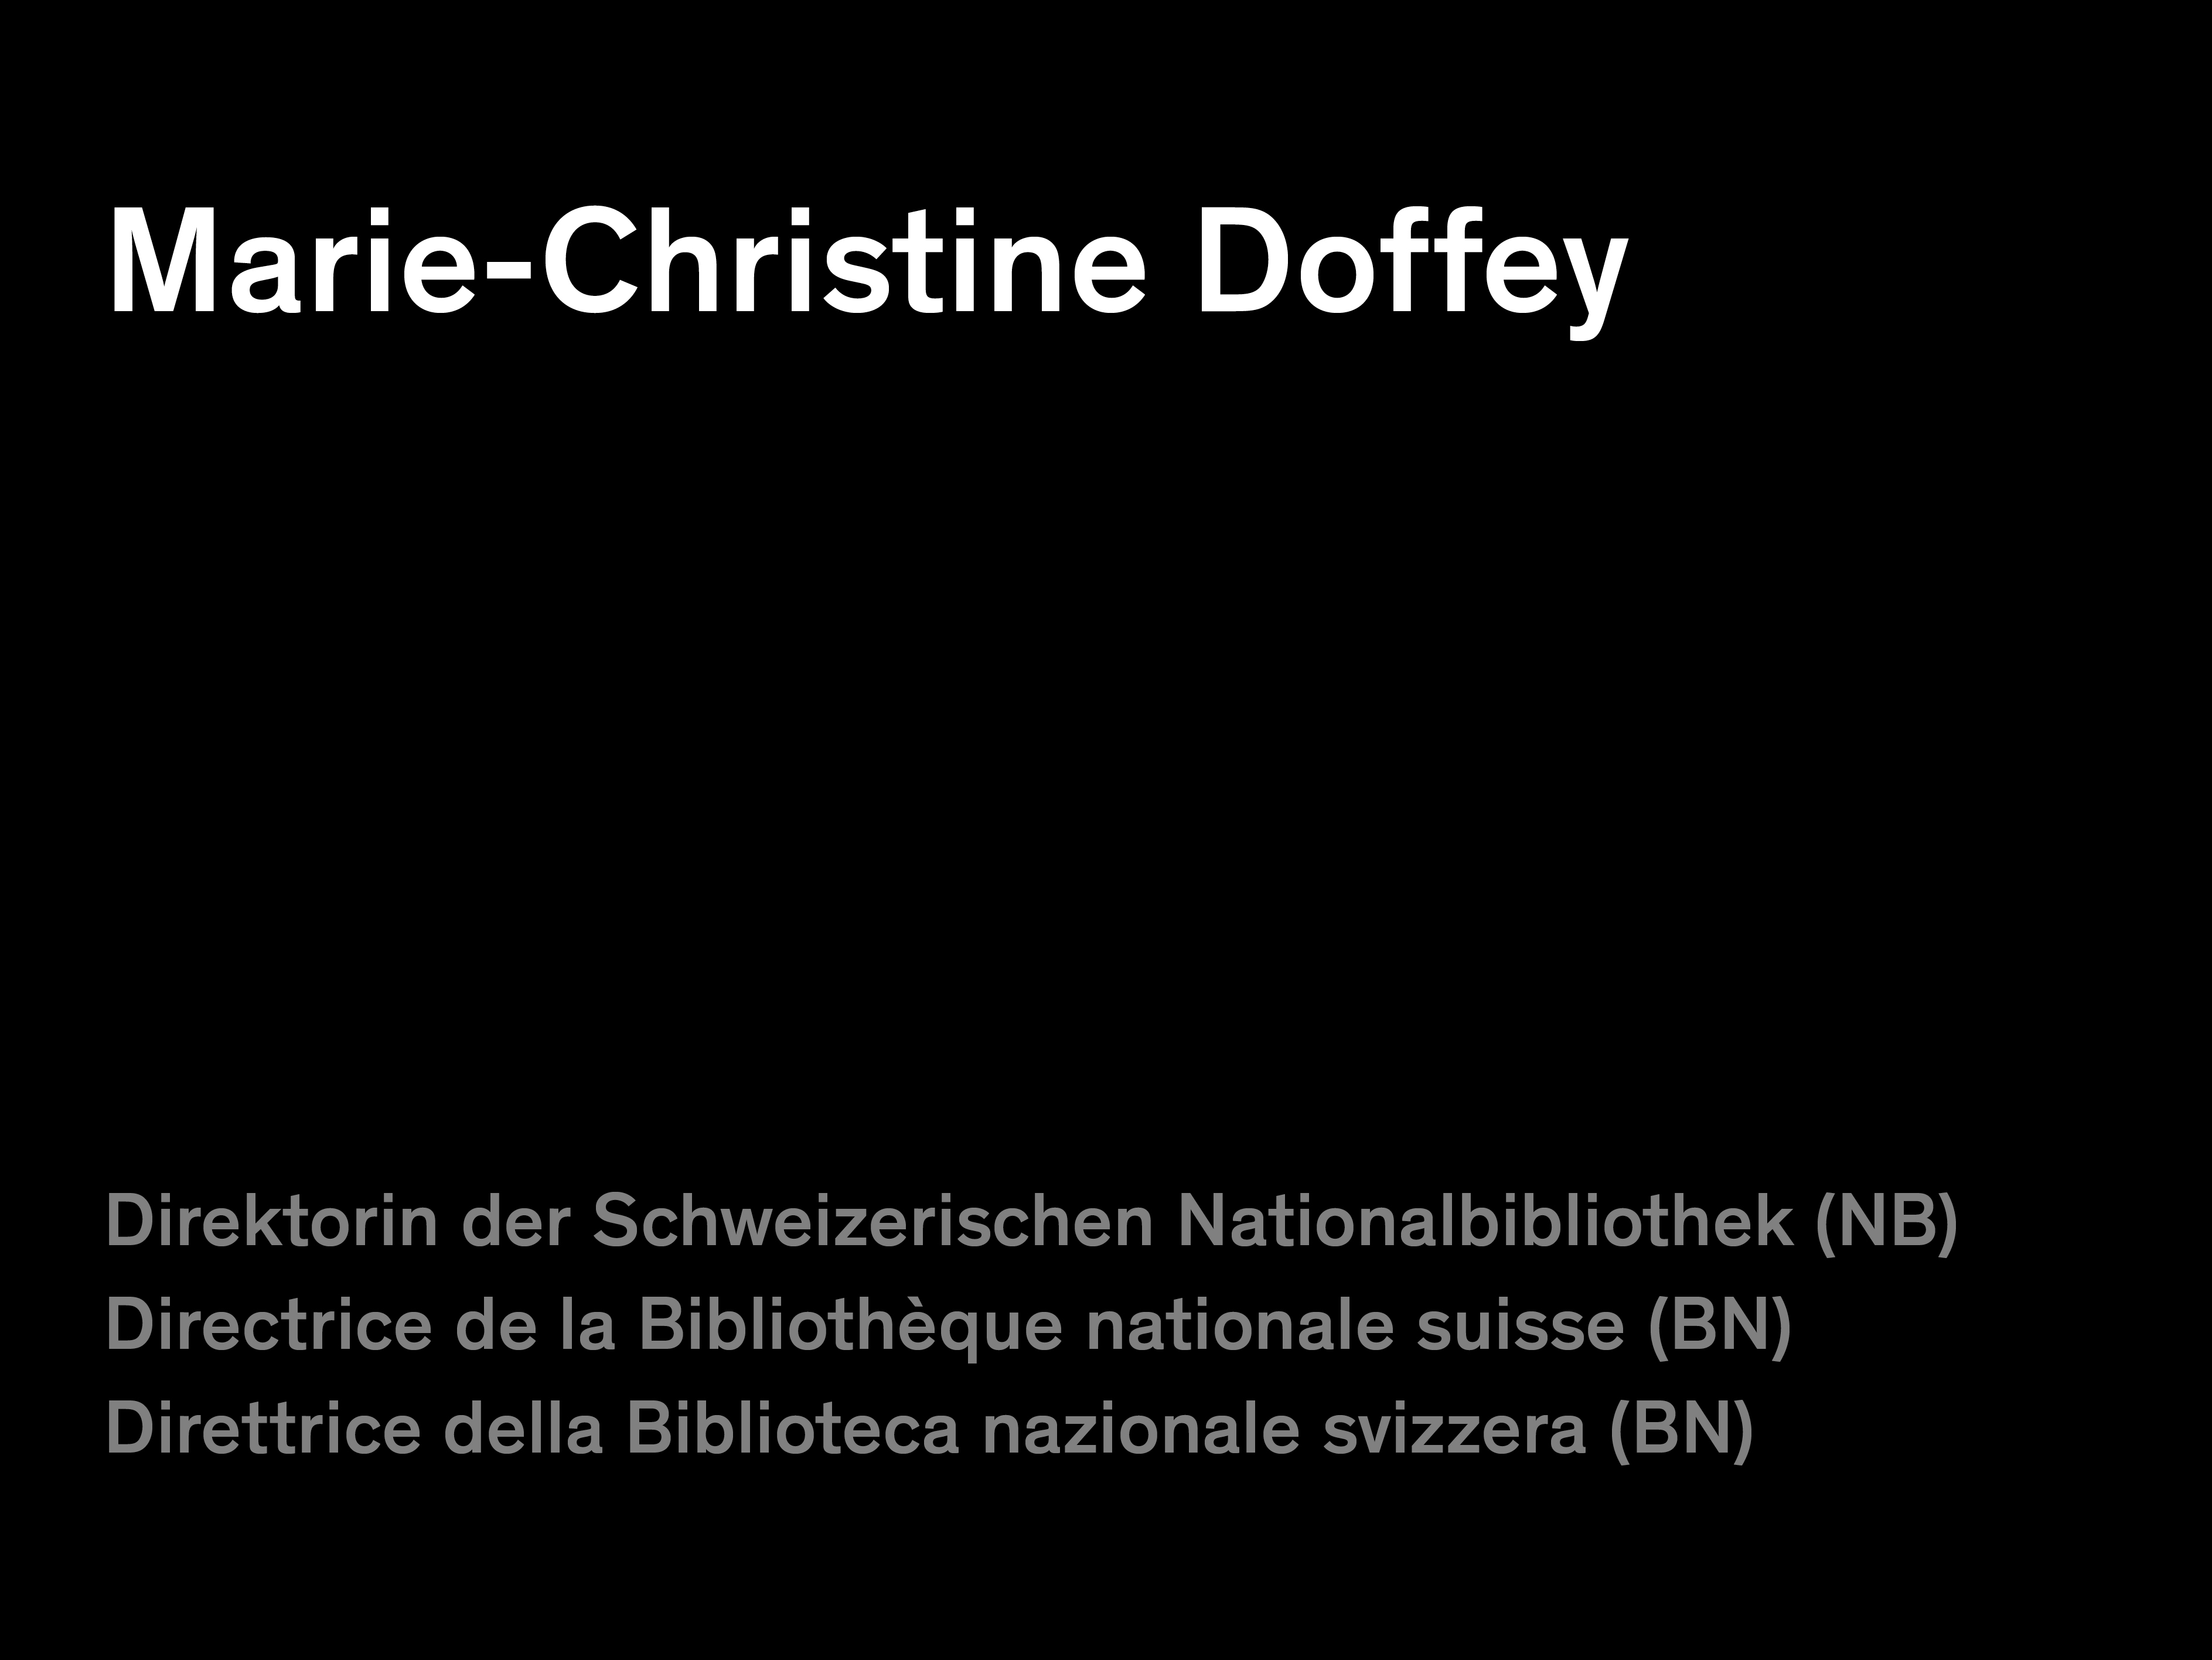 Marie–Christine Doffey
Direktorin der Schweizerischen Nationalbibliothek (NB)
Directrice de la Bibliothèque nationale suisse (BN)
Direttrice della Biblioteca nazionale svizzera (BN)